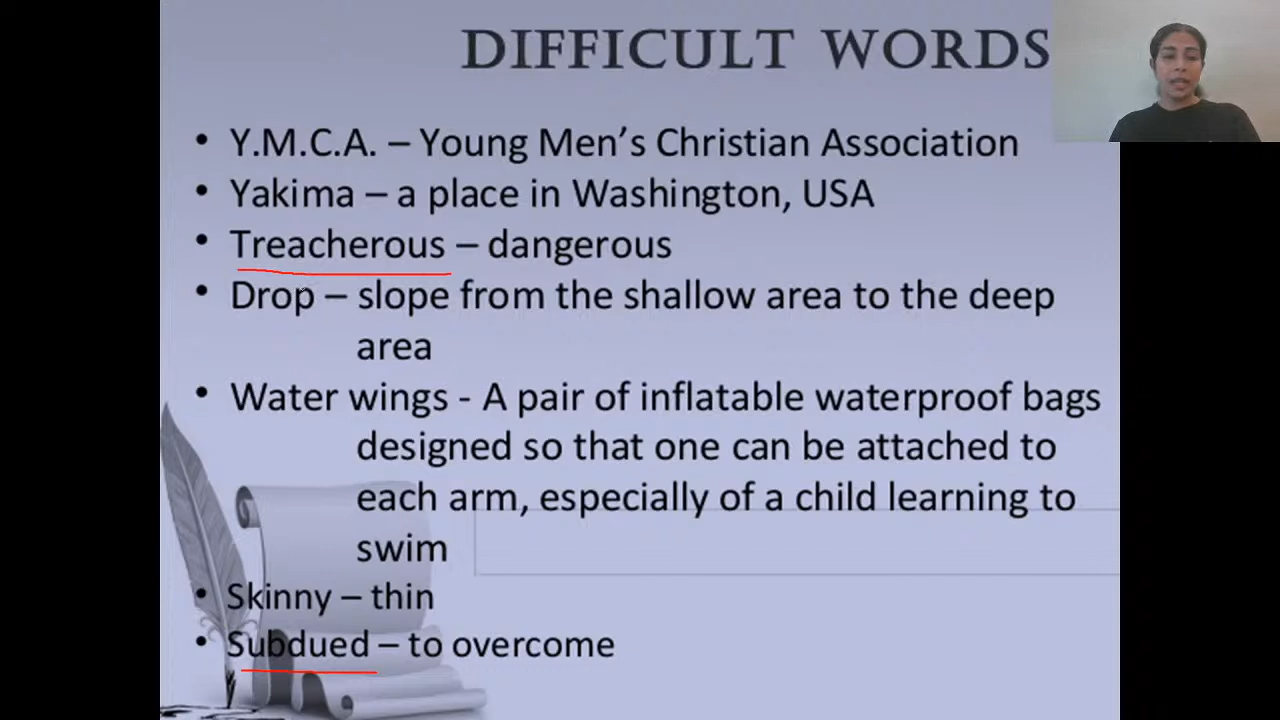 DIFFICULT WORDS
• Y.M.C.A. – Young Men’s Christian Association
• Yakima – a place in Washington, USA
• Treacherous – dangerous
• Drop – slope from the shallow area to the deep
area
• Water wings - A pair of inflatable waterproof bags
designed so that one can be attached to
each arm, especially of a child learning to
swim
• Skinny – thin
• Subdued – to overcome